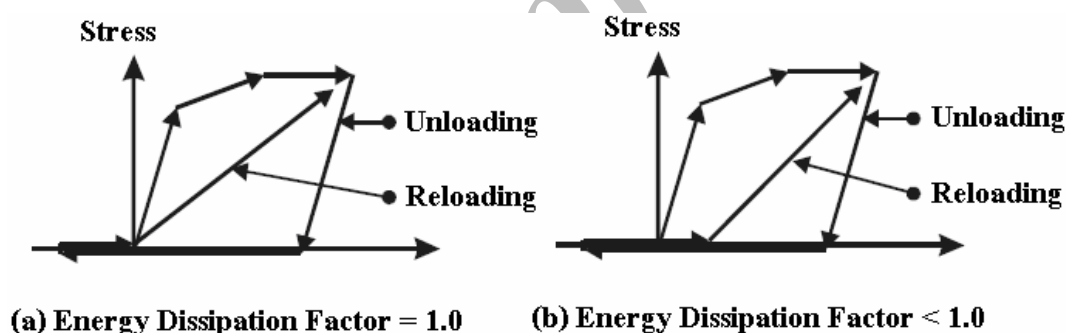 Stress
Unloading
Reloading
(a) Energy Dissipation Factor = 1.0
Stress
Unloading
Reloading
(b) Energy Dissipation Factor < 1.0